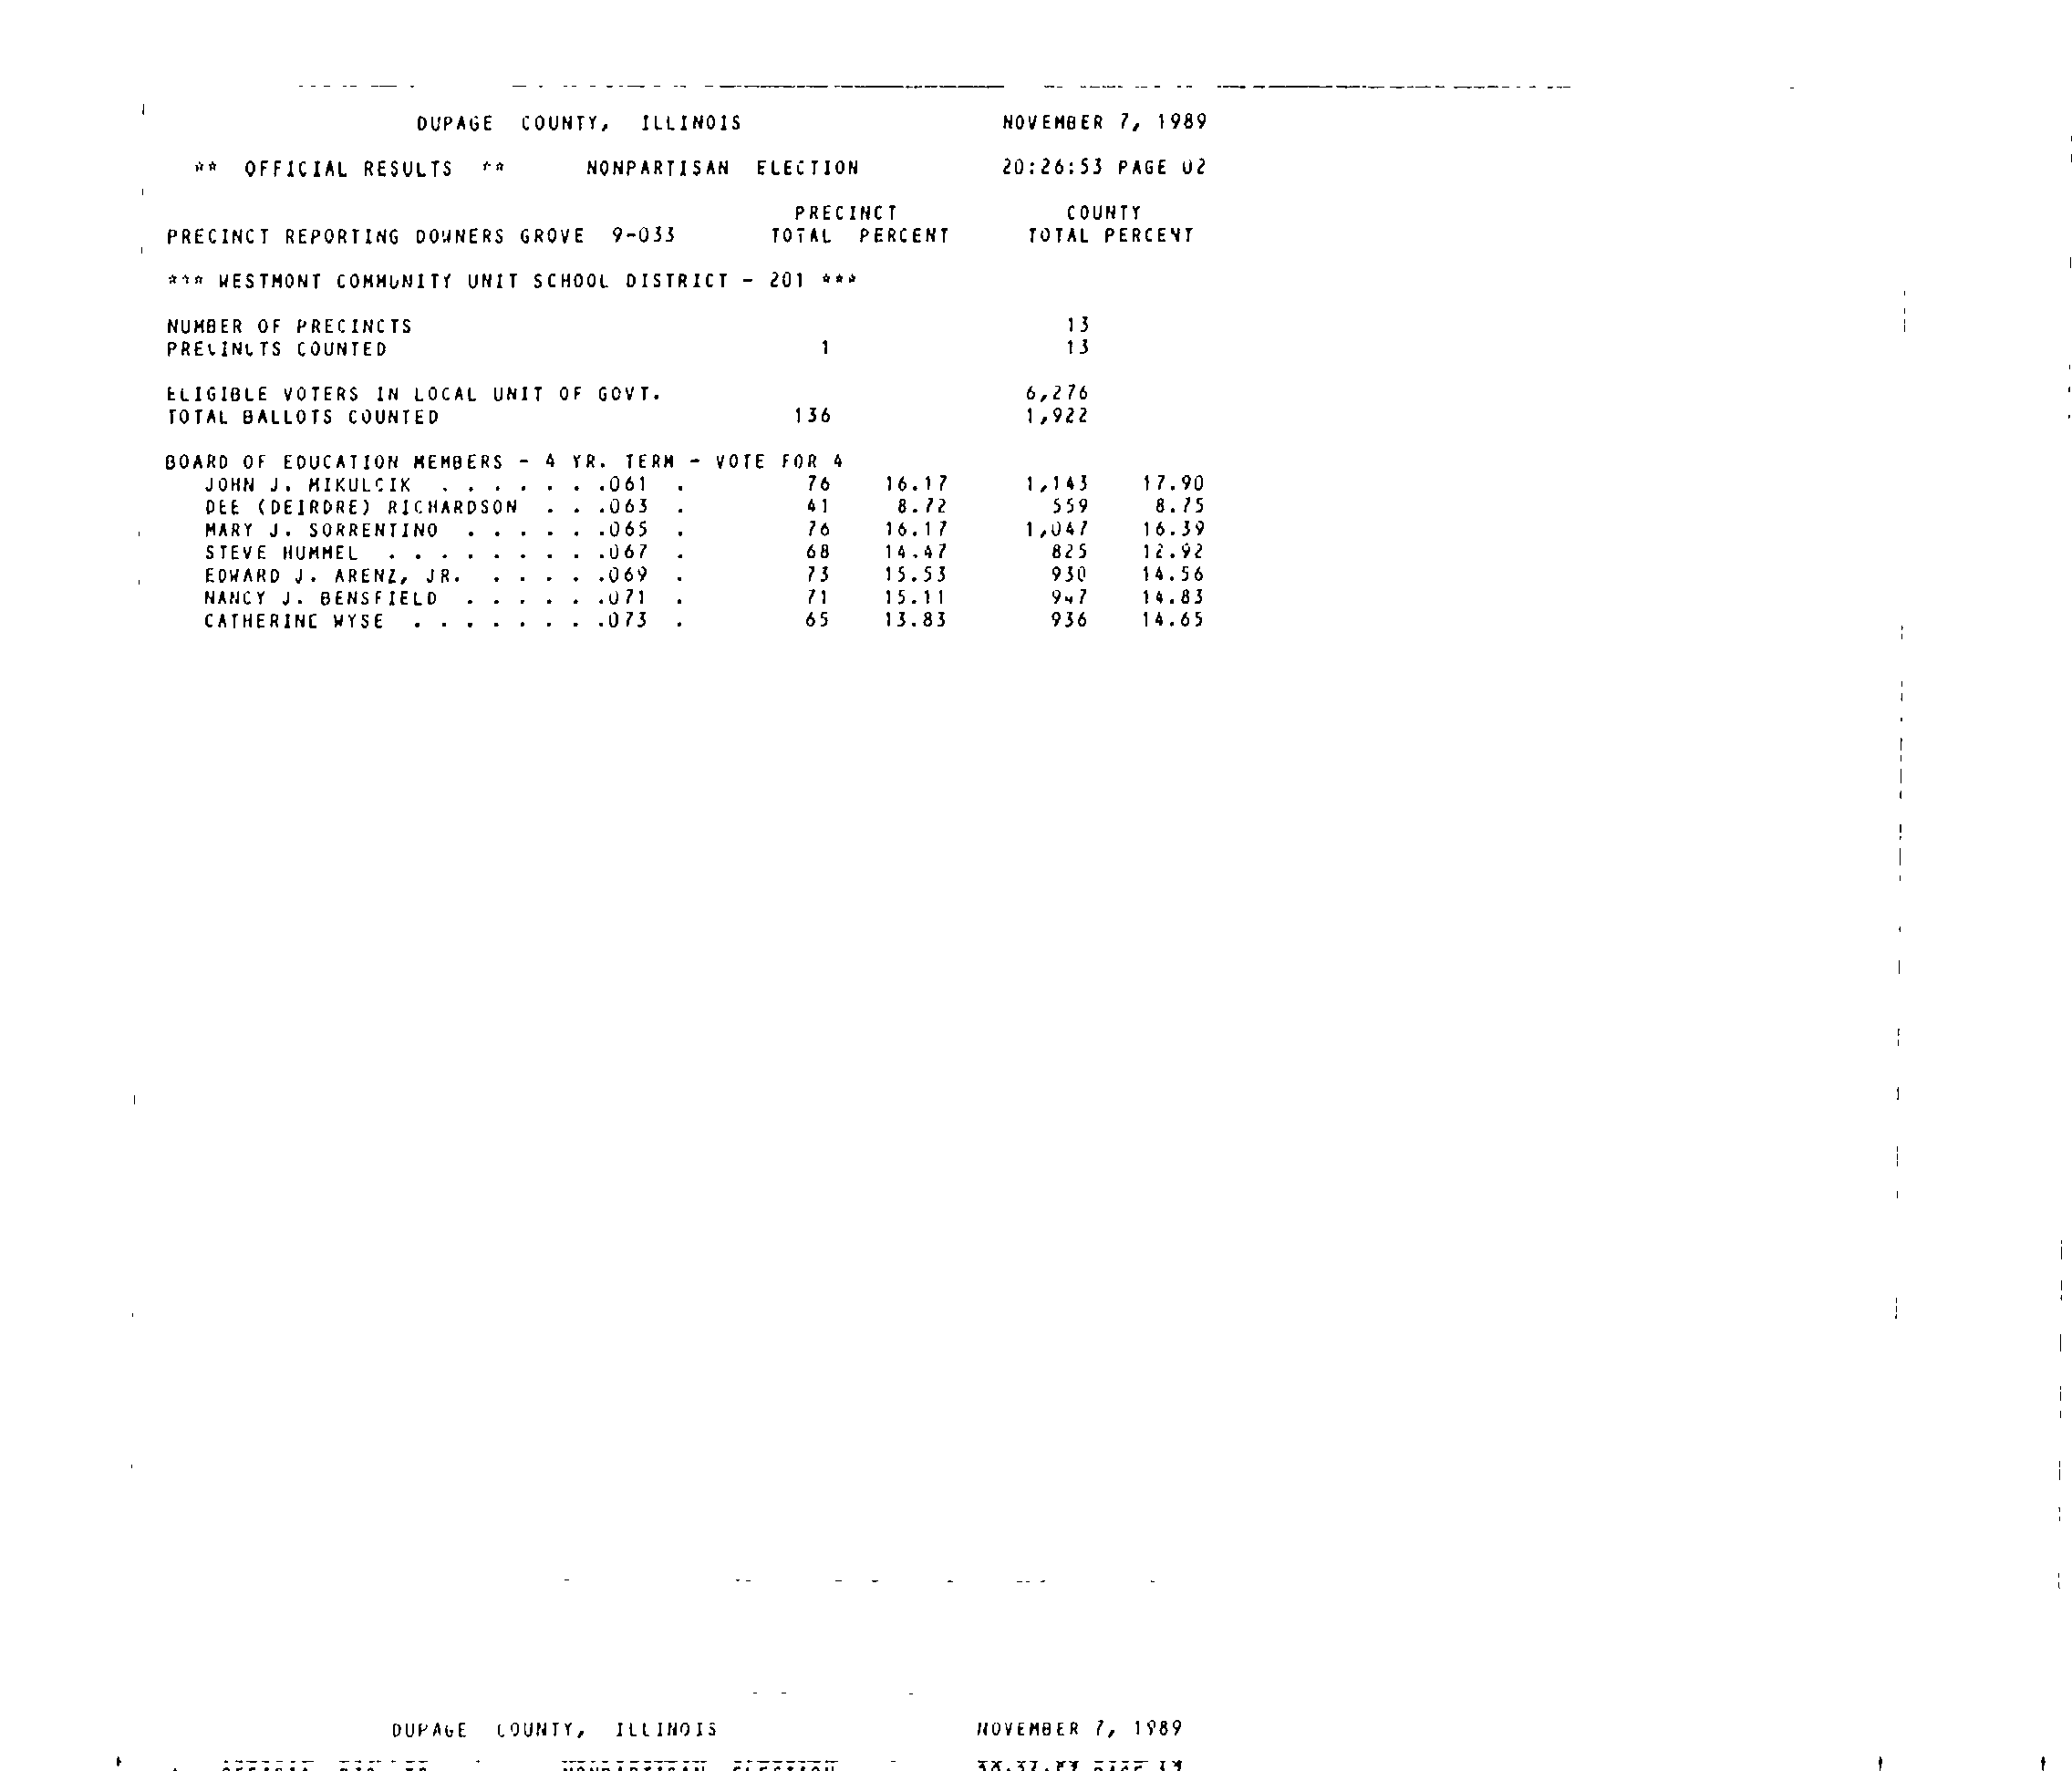 DUPAGE COUNTY, ILLINOIS NOVEMBER 7, 1989
** OFFICIAL RESULTS ** NONPARTISAN ELECTION 20:26:53 PAGE 02
PRECINCT COUNTY
PRECINCT REPORTING DOWNERS GROVE 9-033 TOTAL PERCENT TOTAL PERCENT
*** WESTMONT COMMUNITY UNIT SCHOOL DISTRICT - 201 ***
NUMBER OF PRECINCTS 13
PRECINCTS COUNTED 1 13
ELIGIBLE VOTERS IN LOCAL UNIT OF GOVT. 6,276
TOTAL BALLOTS COUNTED 136 1,922
BOARD OF EDUCATION MEMBERS - 4 YR. TERM - VOTE FOR 4
JOHN J. MIKULCIK . . . . . . .061 . 76 16.17 1,143 17.90
DEE (DEIRDRE) RICHARDSON . . .063 . 41 8.72 559 8.75
MARY J. SORRENTINO . . . . . .065 . 76 16.17 1,047 16.39
STEVE HUMMEL . . . . . . . . .067 . 68 14.47 825 12.92
EDWARD J. ARENZ, JR. . . . . .069 . 73 15.53 930 14.56
NANCY J. BENSFIELD . . . . . .071 . 71 15.11 947 14.83
CATHERINE WYSE . . . . . . . .073 . 65 13.83 936 14.65
DUPAGE COUNTY, ILLINOIS NOVEMBER 7, 1989
NONPARTISAN ELECTION